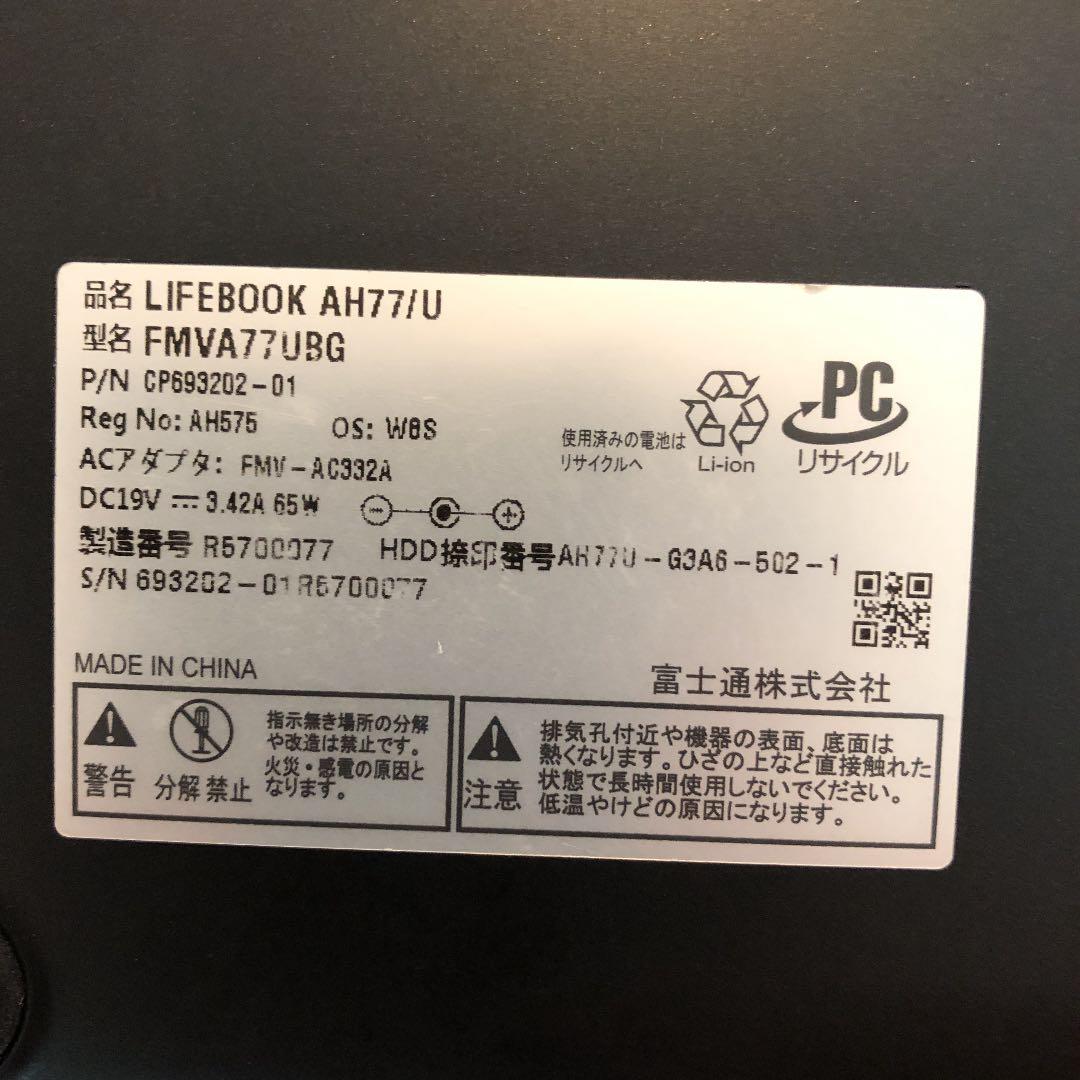 品名 LIFEBOOK AH77/U
型名 FMVA77UBG
P/N CP693202-01
Reg No: AH575 OS: W8S
ACアダプタ: FMV-AC332A
DC19V 3.42A 65W
製造番号 R5700077 HDD捺印番号AH77U-G3A6-502-1
S/N 693202-01R5700077
使用済みの電池は
リサイクルへ
Li-ion
PC
リサイクル
MADE IN CHINA
富士通株式会社
警告
分解禁止
指示無き場所の分解
や改造は禁止です。
火災・感電の原因と
なります。
注意
排気孔付近や機器の表面、底面は
熱くなります。ひざの上など直接触れた
状態で長時間使用しないでください。
低温やけどの原因になります。